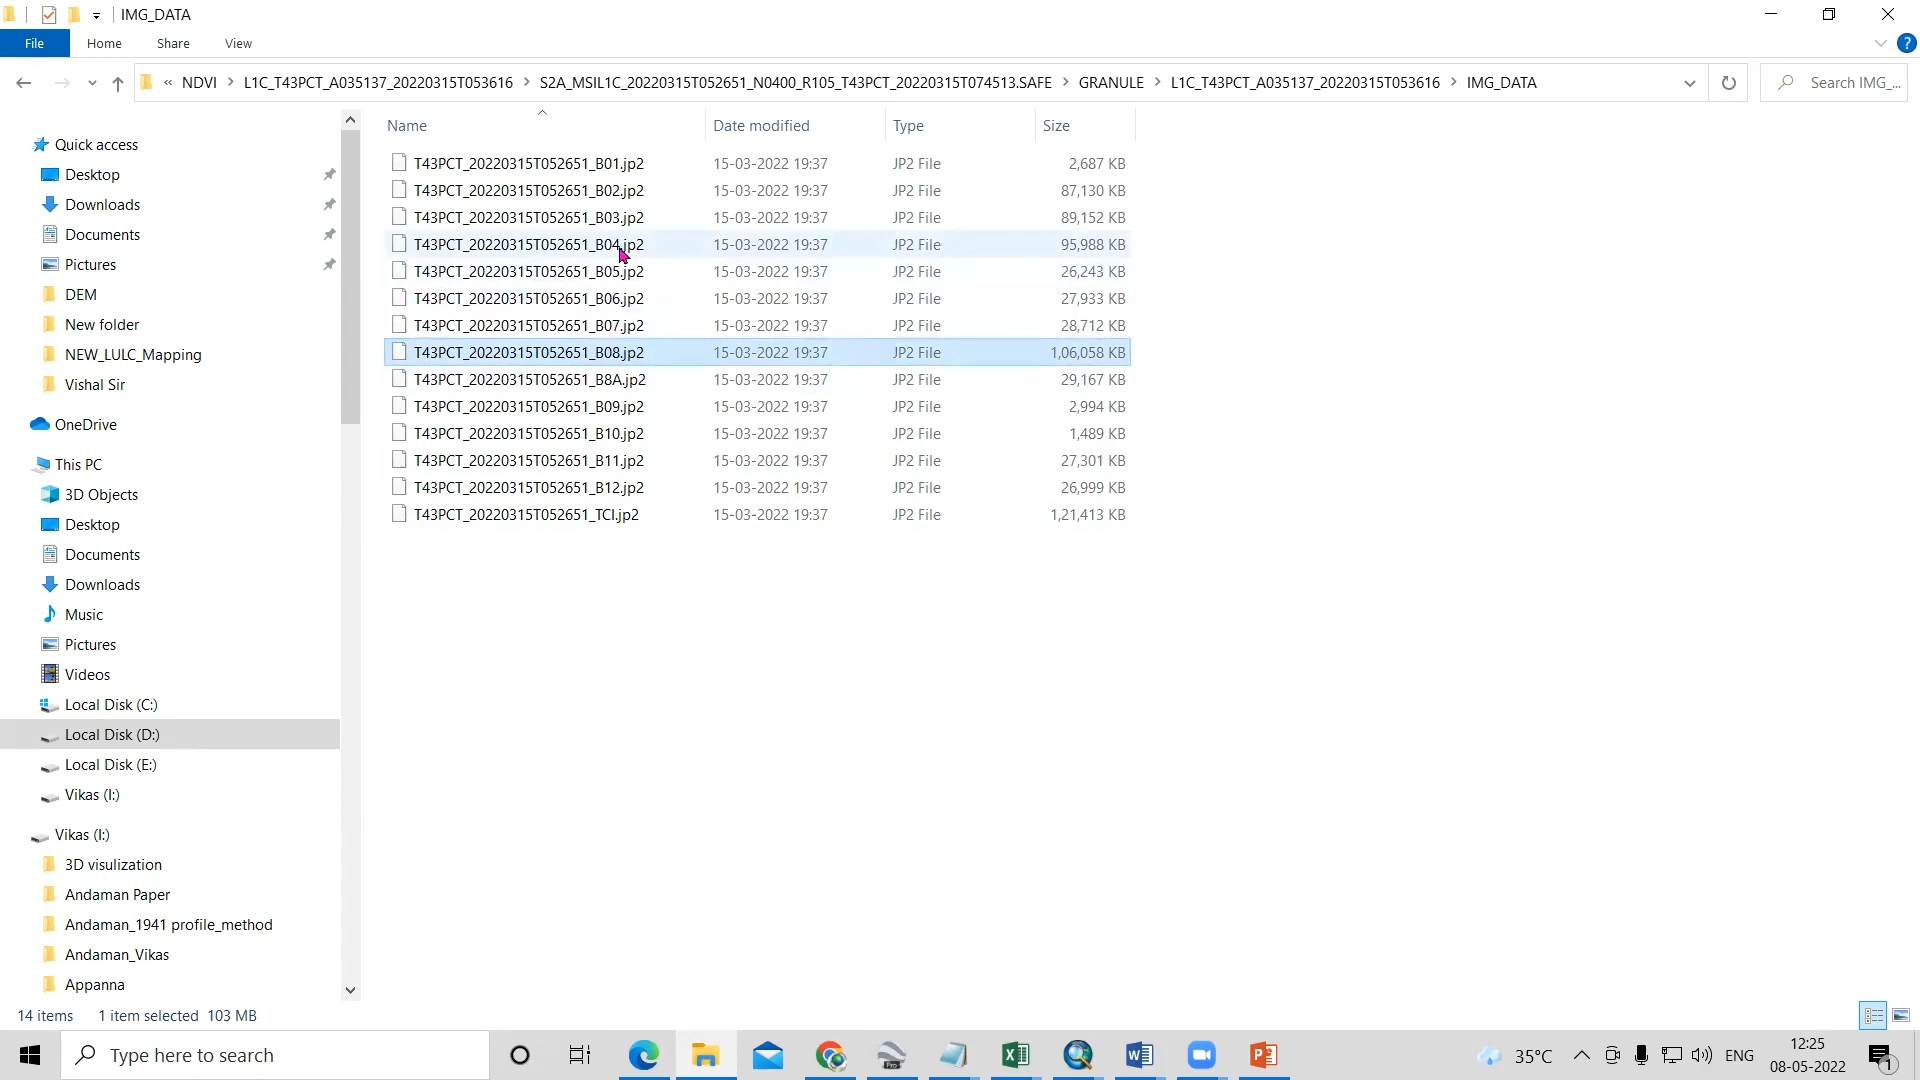 IMG_DATA
File Home Share View
« NDVI > L1C_T43PCT_A035137_20220315T053616 > S2A_MSIL1C_20220315T052651_N0400_R105_T43PCT_20220315T074513.SAFE > GRANULE > L1C_T43PCT_A035137_20220315T053616 > IMG_DATA
Search IMG_...
Name Date modified Type Size
T43PCT_20220315T052651_B01.jp2 15-03-2022 19:37 JP2 File 2,687 KB
T43PCT_20220315T052651_B02.jp2 15-03-2022 19:37 JP2 File 87,130 KB
T43PCT_20220315T052651_B03.jp2 15-03-2022 19:37 JP2 File 89,152 KB
T43PCT_20220315T052651_B04.jp2 15-03-2022 19:37 JP2 File 95,988 KB
T43PCT_20220315T052651_B05.jp2 15-03-2022 19:37 JP2 File 26,243 KB
T43PCT_20220315T052651_B06.jp2 15-03-2022 19:37 JP2 File 27,933 KB
T43PCT_20220315T052651_B07.jp2 15-03-2022 19:37 JP2 File 28,712 KB
T43PCT_20220315T052651_B08.jp2 15-03-2022 19:37 JP2 File 1,06,058 KB
T43PCT_20220315T052651_B8A.jp2 15-03-2022 19:37 JP2 File 29,167 KB
T43PCT_20220315T052651_B09.jp2 15-03-2022 19:37 JP2 File 2,994 KB
T43PCT_20220315T052651_B10.jp2 15-03-2022 19:37 JP2 File 1,489 KB
T43PCT_20220315T052651_B11.jp2 15-03-2022 19:37 JP2 File 27,301 KB
T43PCT_20220315T052651_B12.jp2 15-03-2022 19:37 JP2 File 26,999 KB
T43PCT_20220315T052651_TCI.jp2 15-03-2022 19:37 JP2 File 1,21,413 KB
Quick access
Desktop
Downloads
Documents
Pictures
DEM
New folder
NEW_LULC_Mapping
Vishal Sir
OneDrive
This PC
3D Objects
Desktop
Documents
Downloads
Music
Pictures
Videos
Local Disk (C:)
Local Disk (D:)
Local Disk (E:)
Vikas (I:)
Vikas (I:)
3D visulization
Andaman Paper
Andaman_1941 profile_method
Andaman_Vikas
Appanna
14 items 1 item selected 103 MB
Type here to search
35°C
ENG
12:25
08-05-2022
1